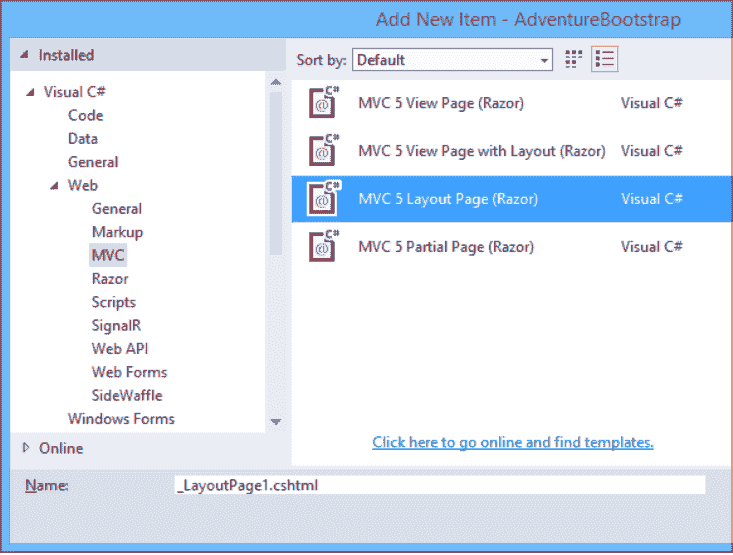 Add New Item - AdventureBootstrap
Installed
Visual C#
Code
Data
General
Web
General
Markup
MVC
Razor
Scripts
SignalR
Web API
Web Forms
SideWaffle
Windows Forms
Online
Sort by: Default
C# @ MVC 5 View Page (Razor) Visual C#
C# @ MVC 5 View Page with Layout (Razor) Visual C#
C# @ MVC 5 Layout Page (Razor) Visual C#
C# @ MVC 5 Partial Page (Razor) Visual C#
Click here to go online and find templates.
Name: _LayoutPage1.cshtml